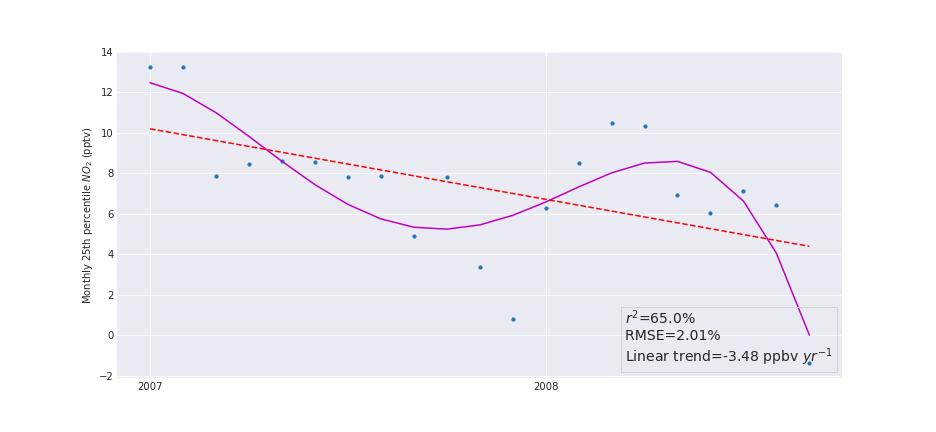 14
12
10
8
6
4
2
0
−2
Monthly 25th percentile NO₂ (pptv)
2007
2008
r²=65.0%
RMSE=2.01%
Linear trend=-3.48 ppbv yr⁻¹